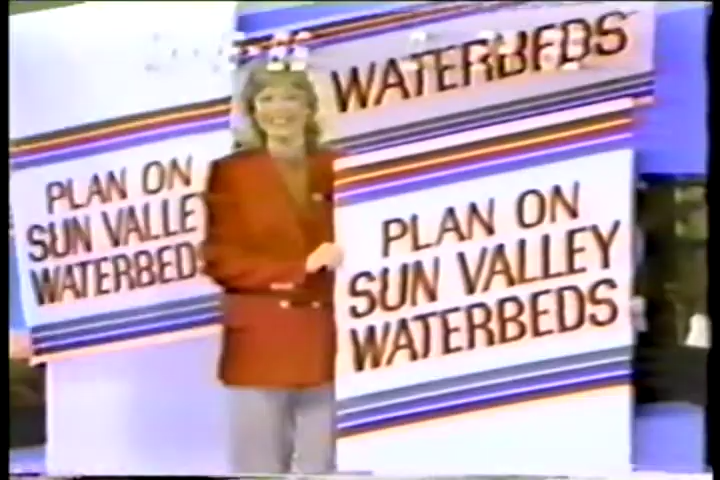 WATERBEDS
PLAN ON
SUN VALLEY
WATERBEDS
PLAN ON
SUN VALLEY
WATERBEDS